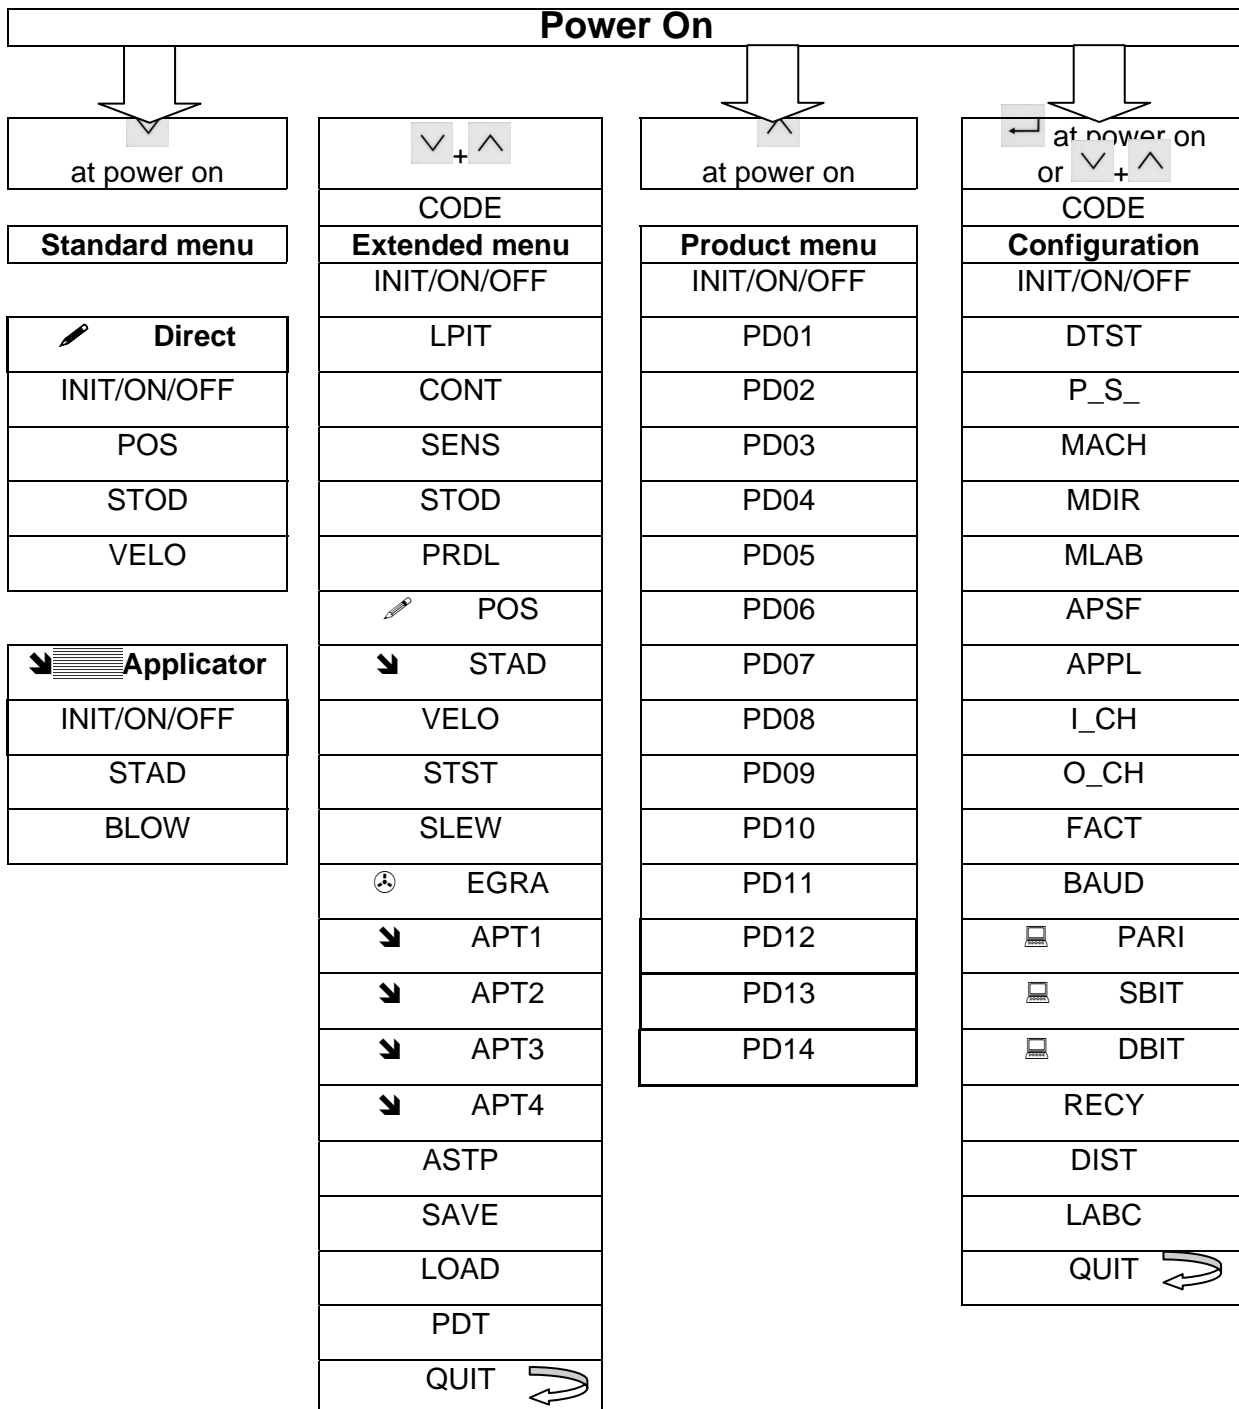 Power On
at power on
+
at power on
at power on
or +
CODE
CODE
Standard menu
Extended menu
Product menu
Configuration
INIT/ON/OFF
INIT/ON/OFF
INIT/ON/OFF
Direct
LPIT
PD01
DTST
INIT/ON/OFF
CONT
PD02
P_S_
POS
SENS
PD03
MACH
STOD
STOD
PD04
MDIR
VELO
PRDL
PD05
MLAB
POS
PD06
APSF
Applicator
STAD
PD07
APPL
INIT/ON/OFF
VELO
PD08
I_CH
STAD
STST
PD09
O_CH
BLOW
SLEW
PD10
FACT
EGRA
PD11
BAUD
APT1
PD12
PARI
APT2
PD13
SBIT
APT3
PD14
DBIT
APT4
RECY
ASTP
DIST
SAVE
LABC
LOAD
QUIT
PDT
QUIT